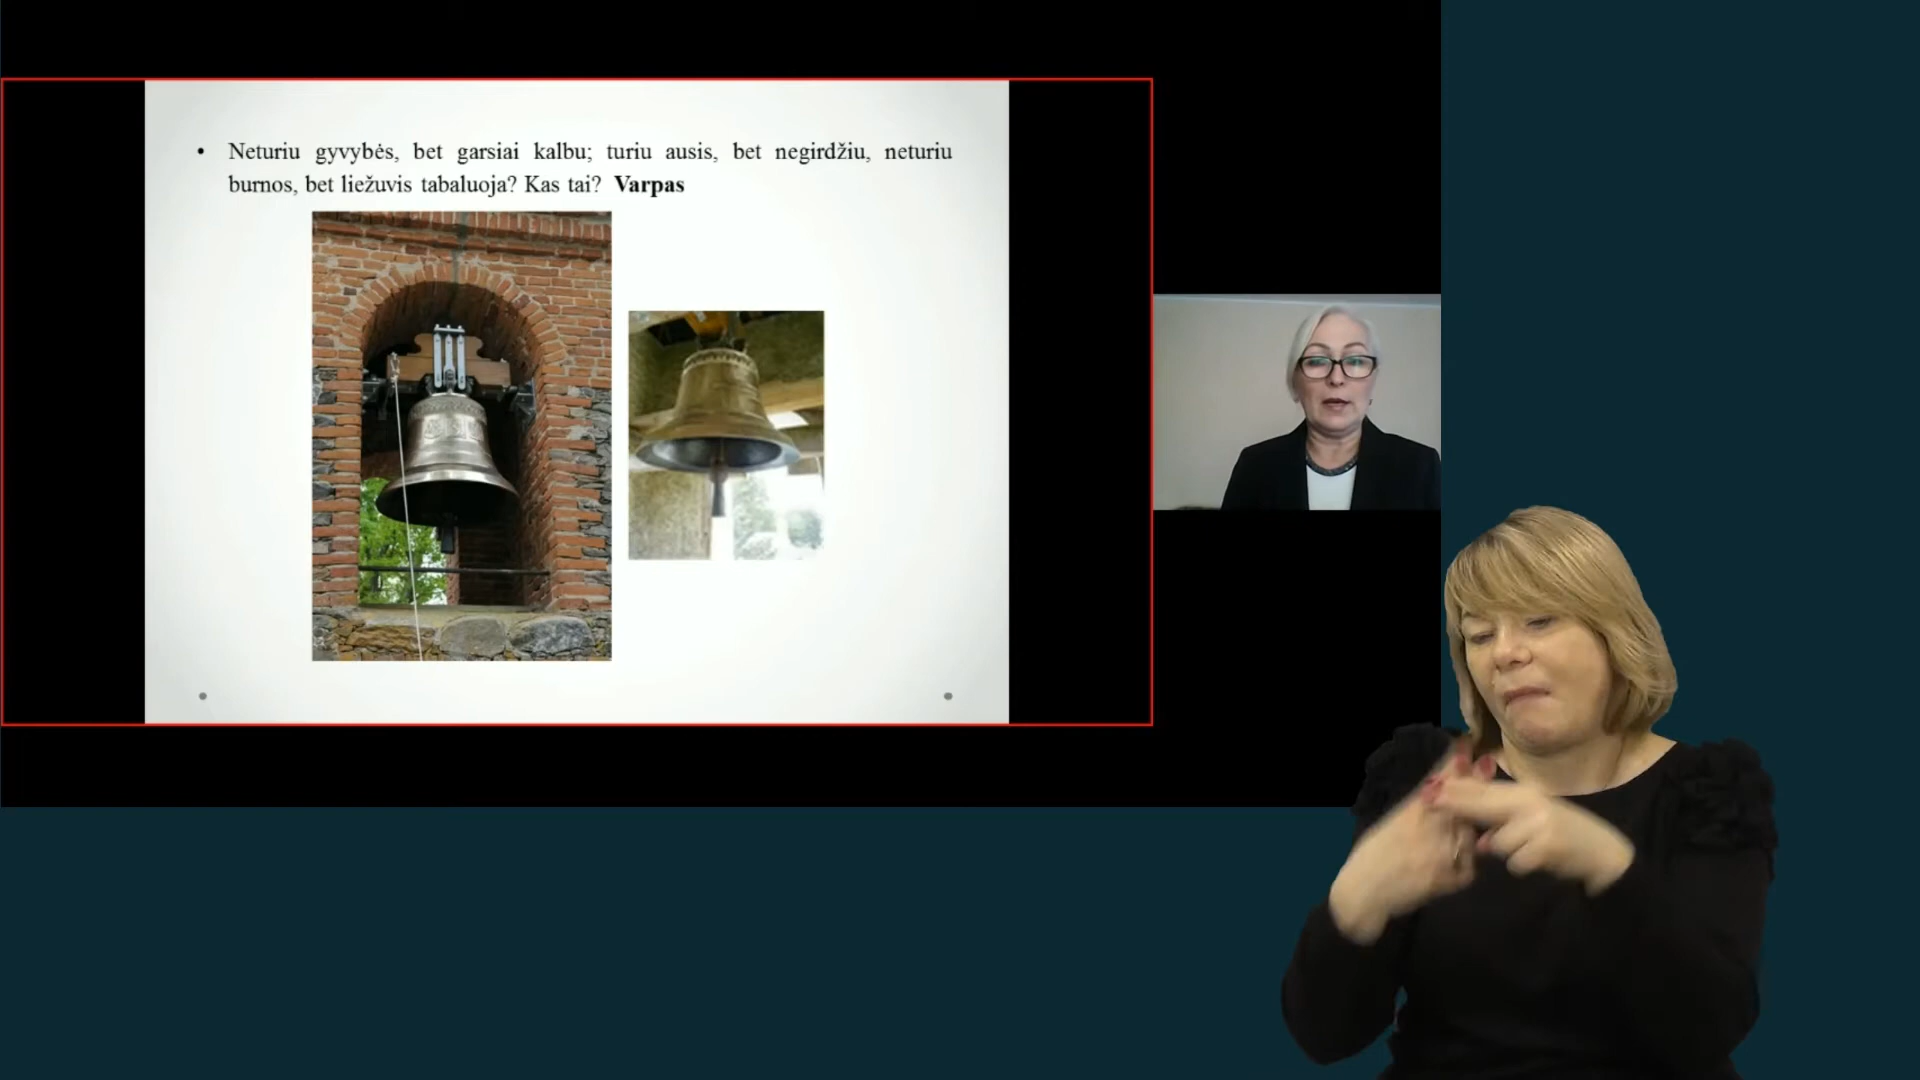 • Neturiu gyvybės, bet garsiai kalbu; turiu ausis, bet negirdžiu, neturiu
burnos, bet liežuvis tabaluoja? Kas tai? Varpas